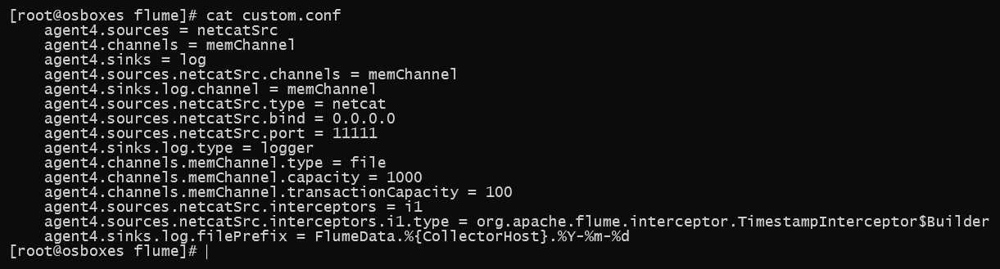 [root@osboxes flume]# cat custom.conf
    agent4.sources = netcatSrc
    agent4.channels = memChannel
    agent4.sinks = log
    agent4.sources.netcatSrc.channels = memChannel
    agent4.sinks.log.channel = memChannel
    agent4.sources.netcatSrc.type = netcat
    agent4.sources.netcatSrc.bind = 0.0.0.0
    agent4.sources.netcatSrc.port = 11111
    agent4.sinks.log.type = logger
    agent4.channels.memChannel.type = file
    agent4.channels.memChannel.capacity = 1000
    agent4.channels.memChannel.transactionCapacity = 100
    agent4.sources.netcatSrc.interceptors = i1
    agent4.sources.netcatSrc.interceptors.i1.type = org.apache.flume.interceptor.TimestampInterceptor$Builder
    agent4.sinks.log.filePrefix = FlumeData.%{CollectorHost}.%Y-%m-%d
[root@osboxes flume]#